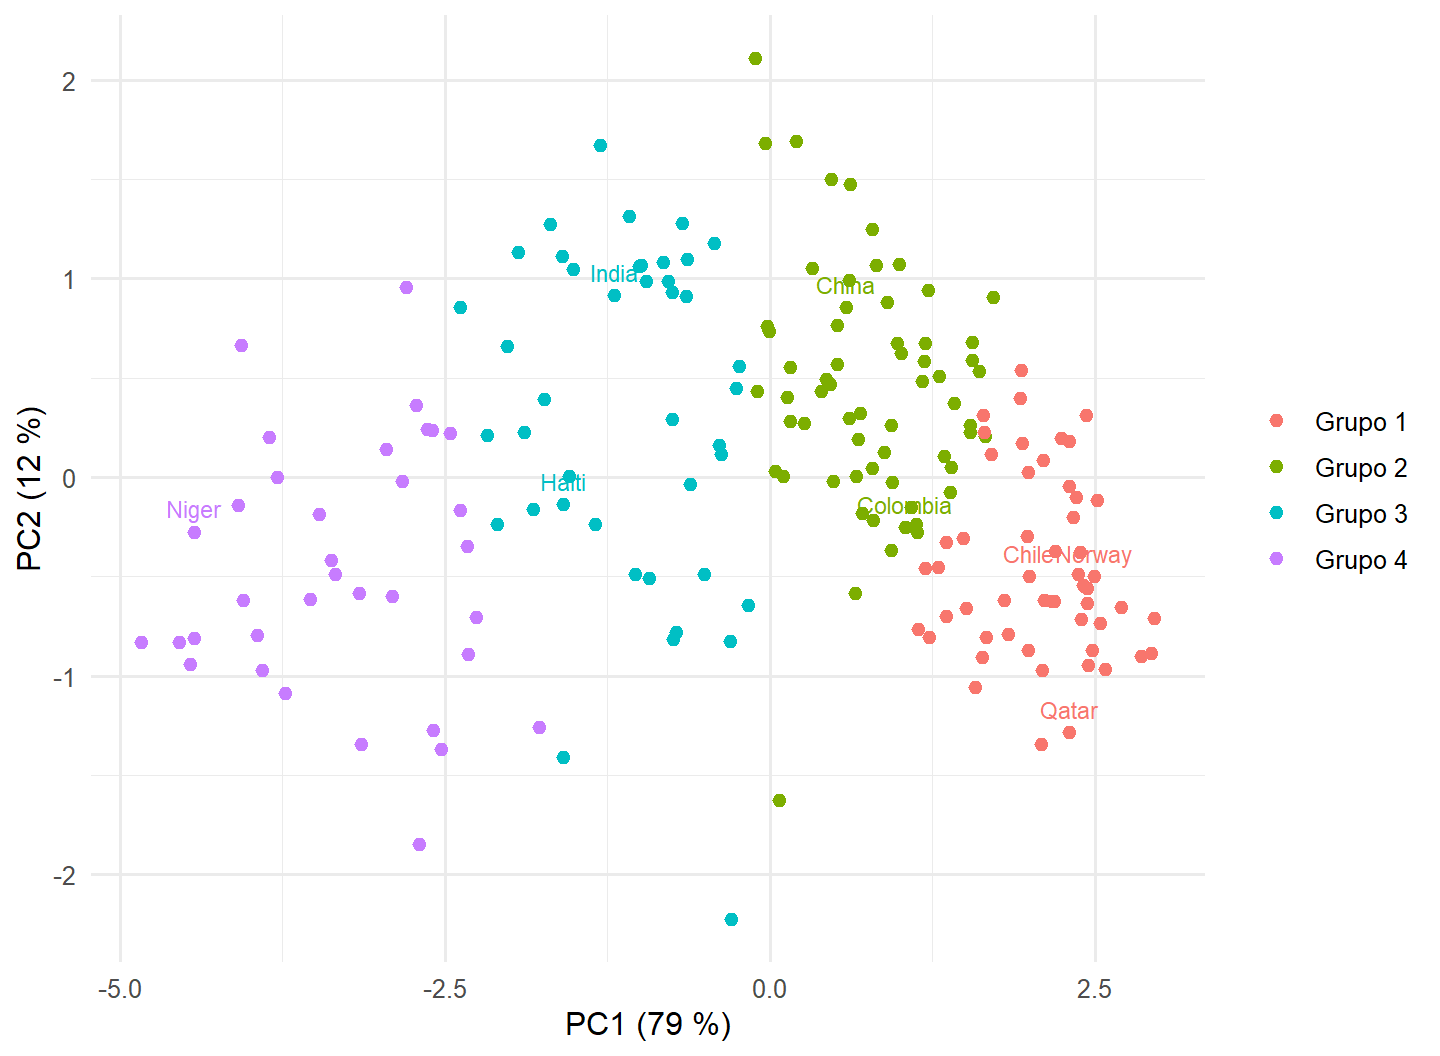 2
1
0
-1
-2
PC2 (12 %)
-5.0
-2.5
0.0
2.5
PC1 (79 %)
India
China
Haiti
Niger
Colombia
Chile
Norway
Qatar
Grupo 1
Grupo 2
Grupo 3
Grupo 4